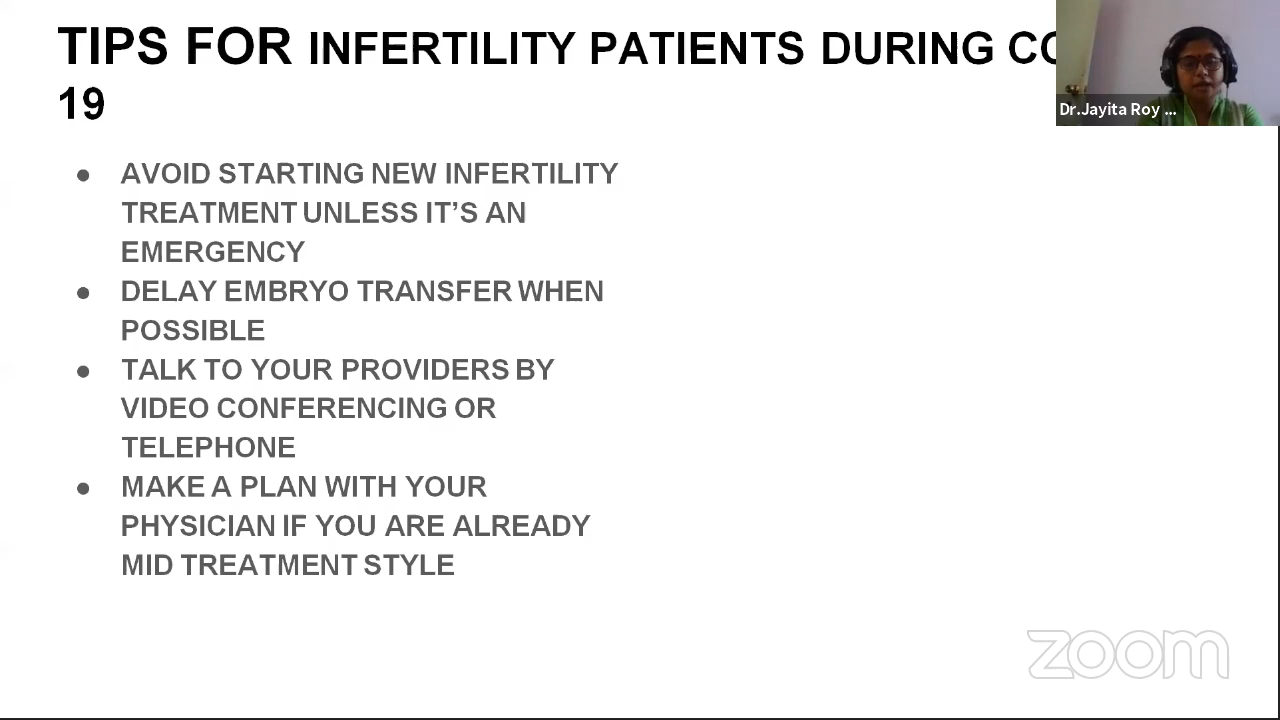 TIPS FOR INFERTILITY PATIENTS DURING
19
Dr.Jayita Roy ...
● AVOID STARTING NEW INFERTILITY
TREATMENT UNLESS IT’S AN
EMERGENCY
● DELAY EMBRYO TRANSFER WHEN
POSSIBLE
● TALK TO YOUR PROVIDERS BY
VIDEO CONFERENCING OR
TELEPHONE
● MAKE A PLAN WITH YOUR
PHYSICIAN IF YOU ARE ALREADY
MID TREATMENT STYLE
zoom